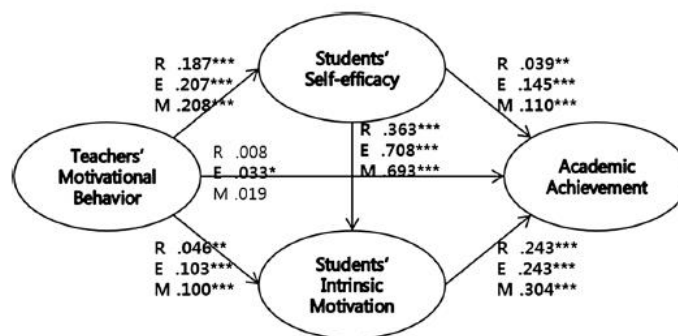 Students'
Self-efficacy
R .187***
E .207***
M .208***
R .039**
E .145***
M .110***
R .363***
E .708***
M .693***
Teachers'
Motivational
Behavior
R .008
E .033*
M .019
Academic
Achievement
R .046**
E .103***
M .100***
Students'
Intrinsic
Motivation
R .243***
E .243***
M .304***